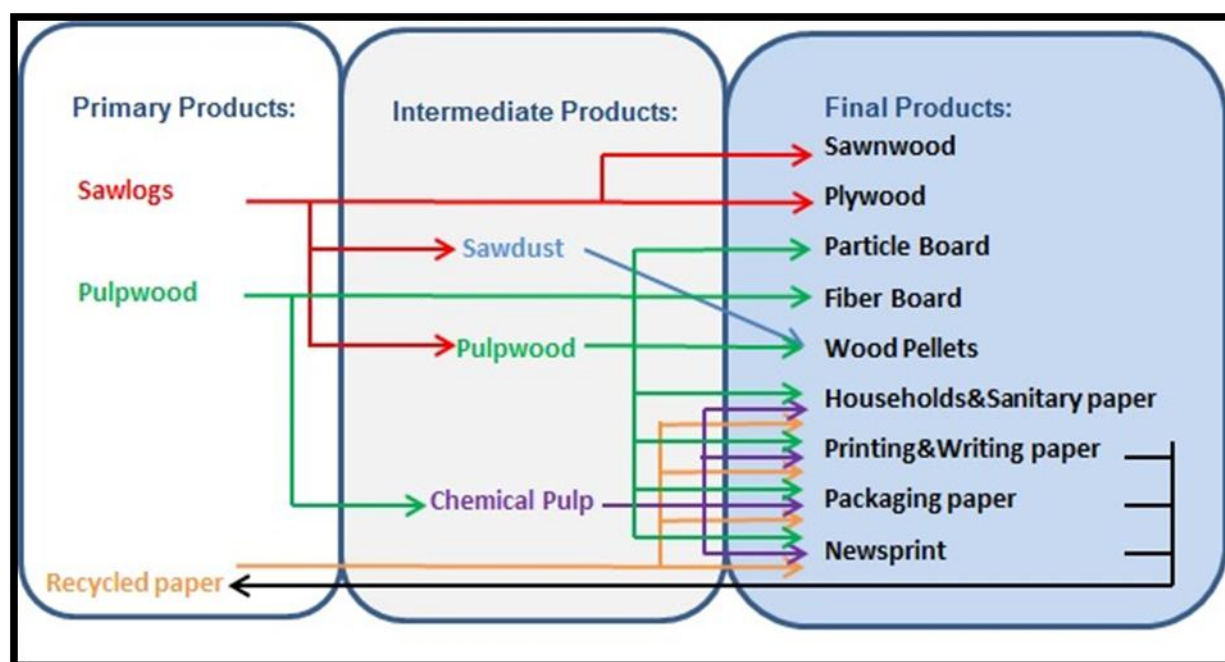 Primary Products:
Sawlogs
Pulpwood
Recycled paper
Intermediate Products:
Sawdust
Pulpwood
Chemical Pulp
Final Products:
Sawnwood
Plywood
Particle Board
Fiber Board
Wood Pellets
Households&Sanitary paper
Printing&Writing paper
Packaging paper
Newsprint